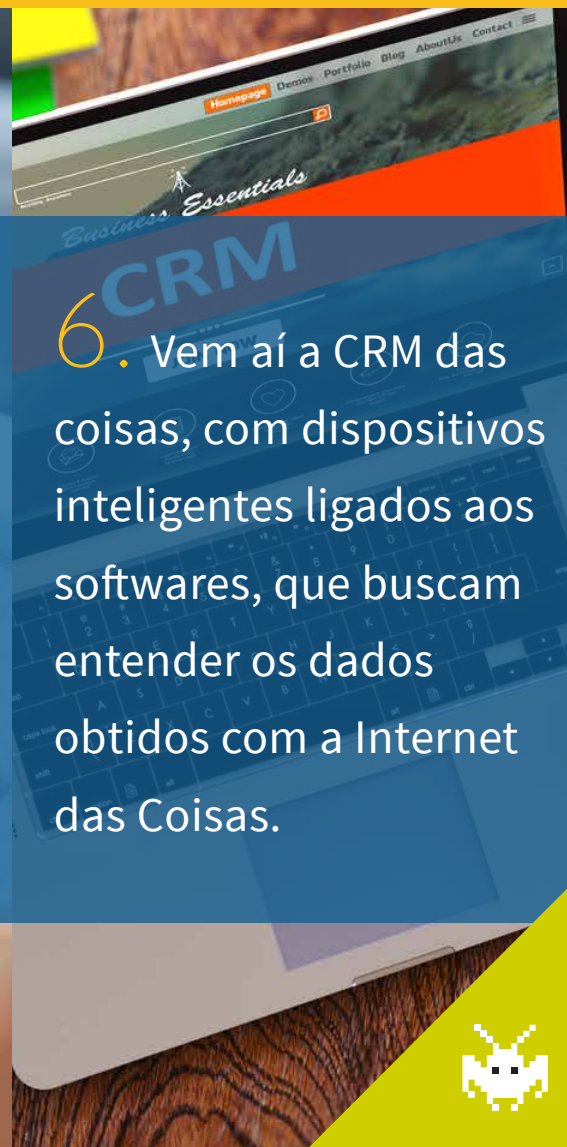 Homepage Demos Portfolio Blog AboutUs Contact
Business Essentials
CRM
6. Vem aí a CRM das
coisas, com dispositivos
inteligentes ligados aos
softwares, que buscam
entender os dados
obtidos com a Internet
das Coisas.